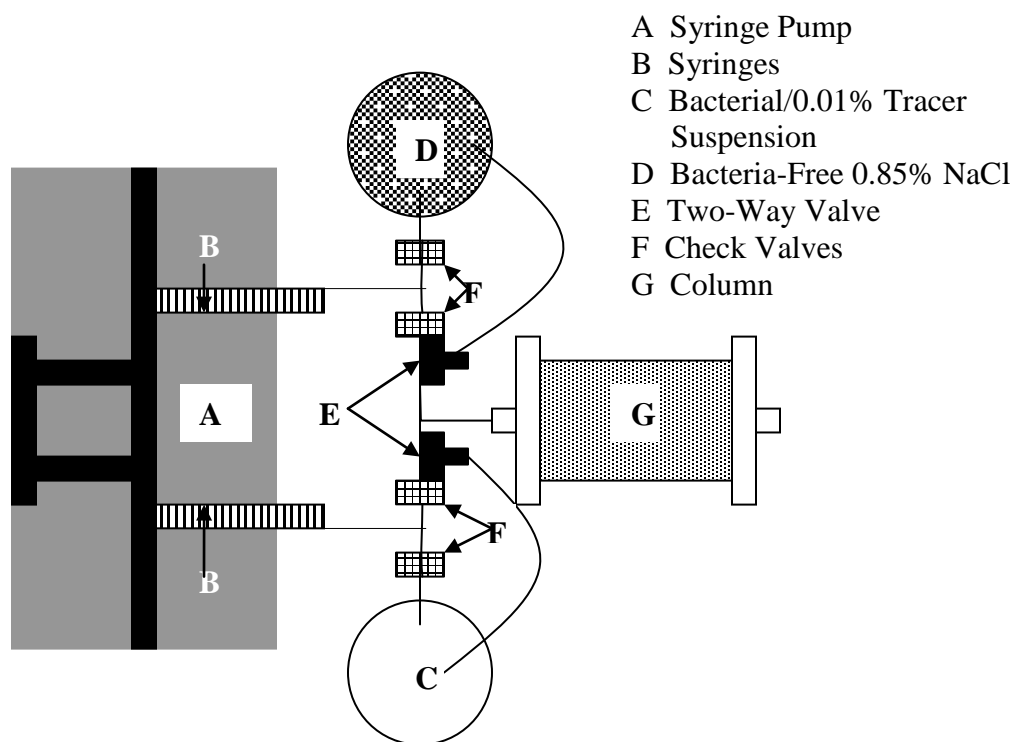 A Syringe Pump
B Syringes
C Bacterial/0.01% Tracer
Suspension
D Bacteria-Free 0.85% NaCl
E Two-Way Valve
F Check Valves
G Column
D
B
F
A
E
G
F
B
C